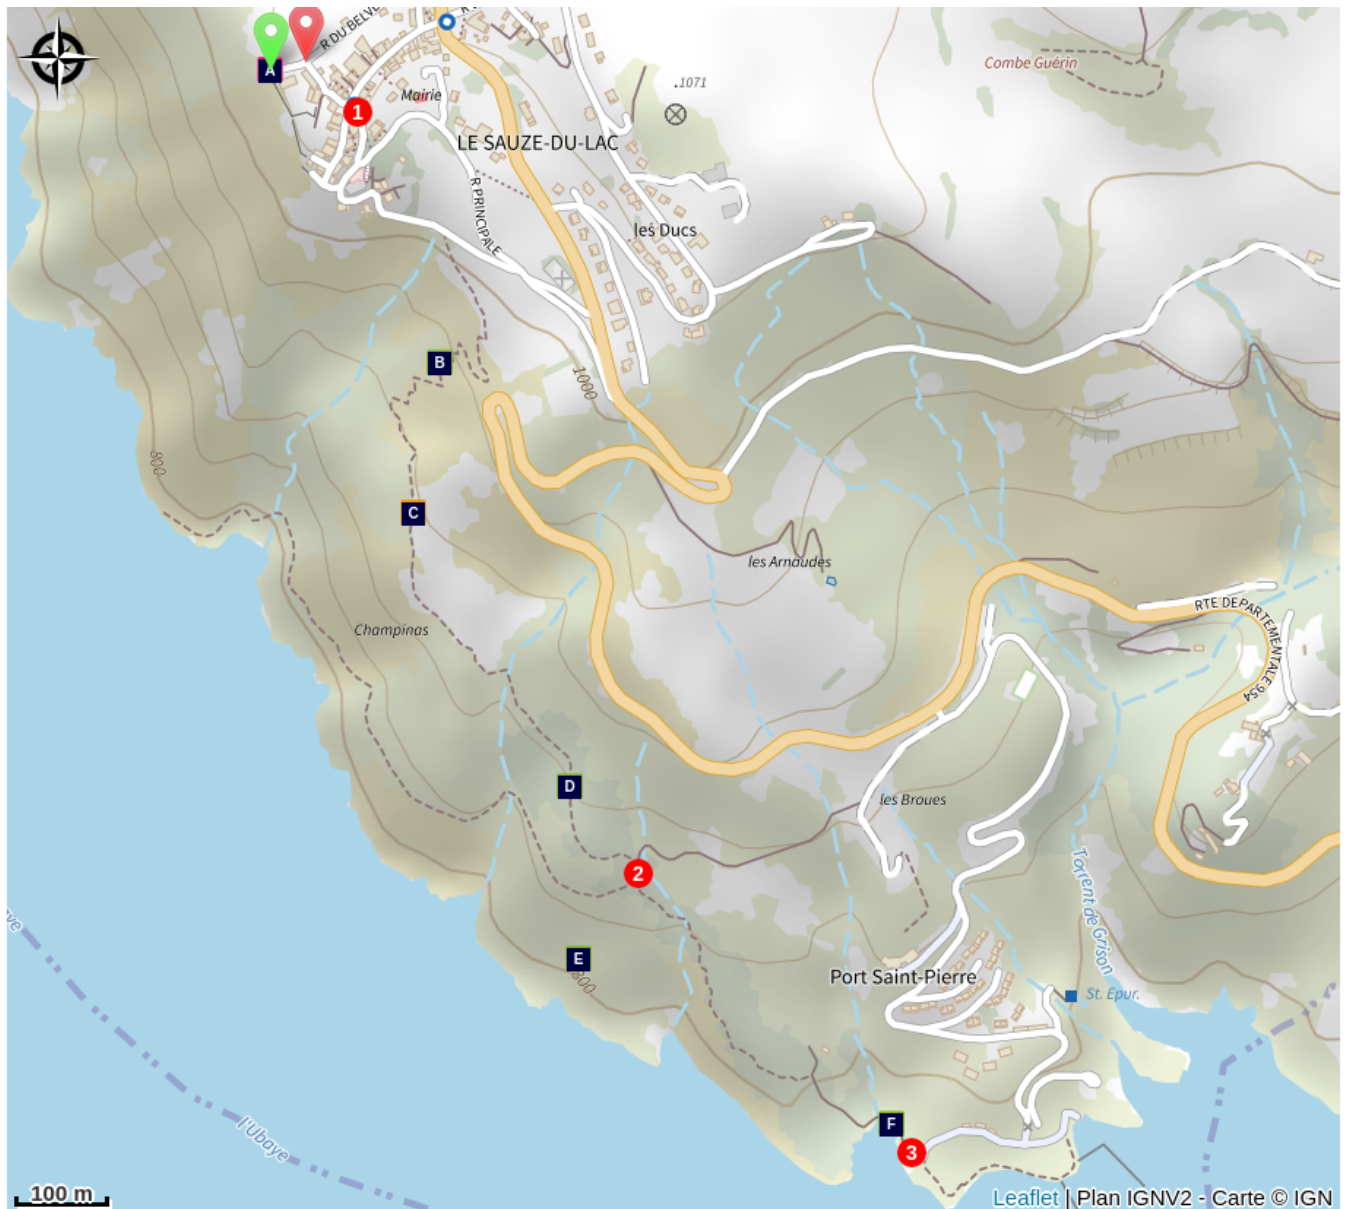 R DU BELV
Combe Guérin
.1071
A
Mairie
1
LE SAUZE-DU-LAC
R PRINCIPALE
les Ducs
B
1000
800
C
les Arnaudes
RTE DEPARTEMENTALE 954
Champinas
D
les Broues
2
Torrent de Grison
E
800
Port Saint-Pierre
St. Epur.
l'Ubaye
F
3
100 m
Leaflet | Plan IGNV2 - Carte © IGN